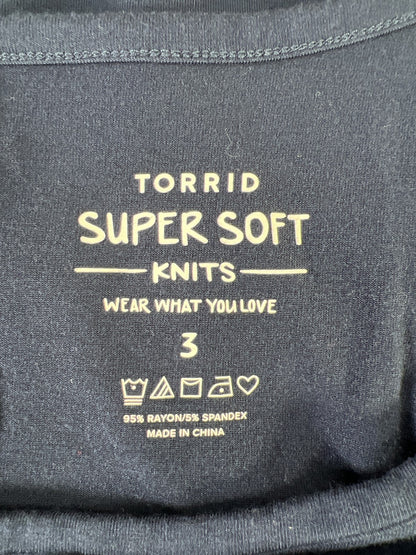 TORRID
SUPER SOFT
KNITS
WEAR WHAT YOU LOVE
3
95% RAYON/5% SPANDEX
MADE IN CHINA